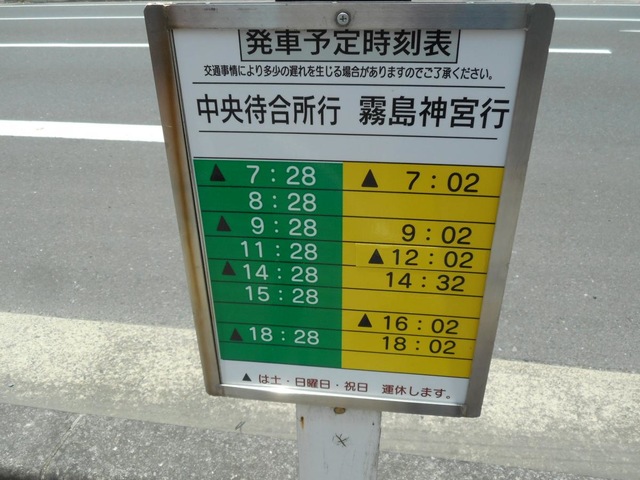 発車予定時刻表
交通事情により多少の遅れを生じる場合がありますのでご了承ください。
中央待合所行 霧島神宮行
▲ 7:28 ▲ 7:02
8:28
▲ 9:28 9:02
11:28 ▲ 12:02
▲ 14:28 14:32
15:28
▲ 16:02
▲ 18:28 18:02
▲ は土・日曜日・祝日 運休します。